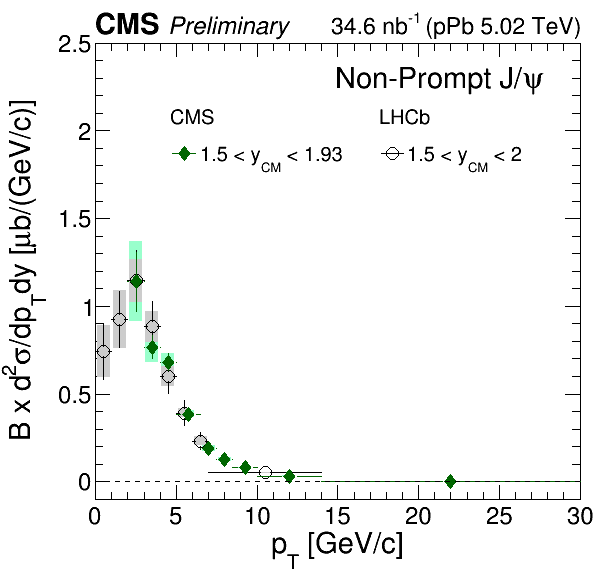 CMS Preliminary 34.6 nb⁻¹ (pPb 5.02 TeV)
Non-Prompt J/ψ
CMS LHCb
1.5 < y_CM < 1.93 1.5 < y_CM < 2
B x d²σ/dp_Tdy [μb/(GeV/c)]
2.5
2
1.5
1
0.5
0
0 5 10 15 20 25 30
p_T [GeV/c]